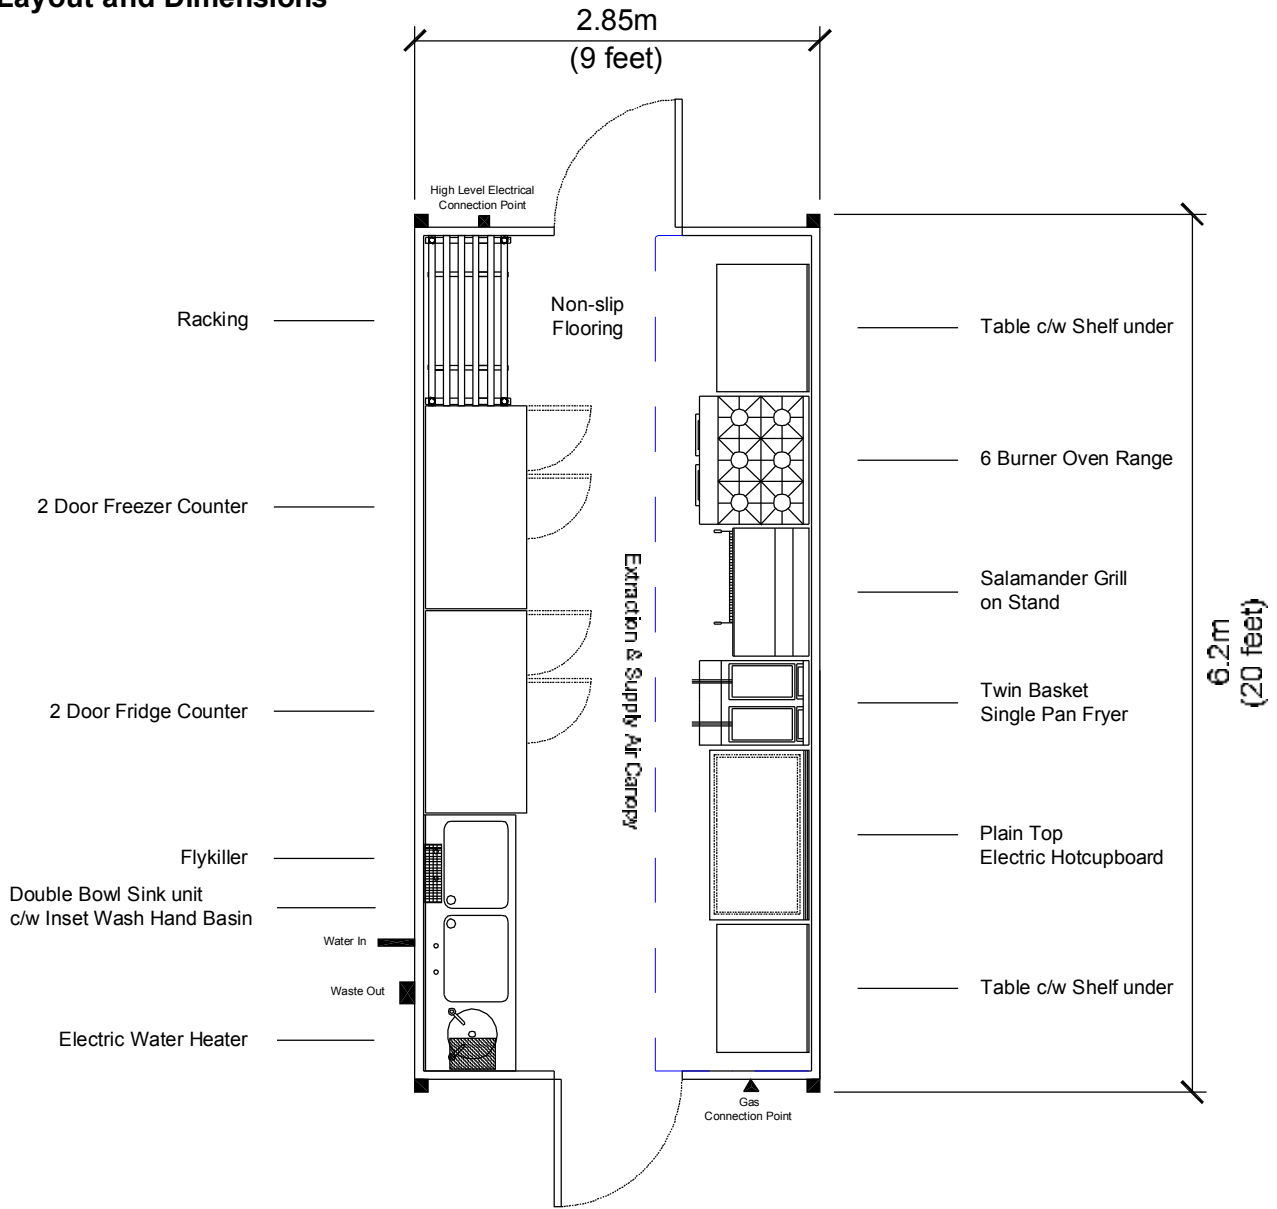 Layout and Dimensions
2.85m
(9 feet)
High Level Electrical
Connection Point
Racking
Non-slip
Flooring
Table c/w Shelf under
2 Door Freezer Counter
6 Burner Oven Range
Extraction & Supply Air Canopy
Salamander Grill
on Stand
6.2m
(20 feet)
2 Door Fridge Counter
Twin Basket
Single Pan Fryer
Flykiller
Plain Top
Electric Hotcupboard
Double Bowl Sink unit
c/w Inset Wash Hand Basin
Water In
Waste Out
Table c/w Shelf under
Electric Water Heater
Gas
Connection Point